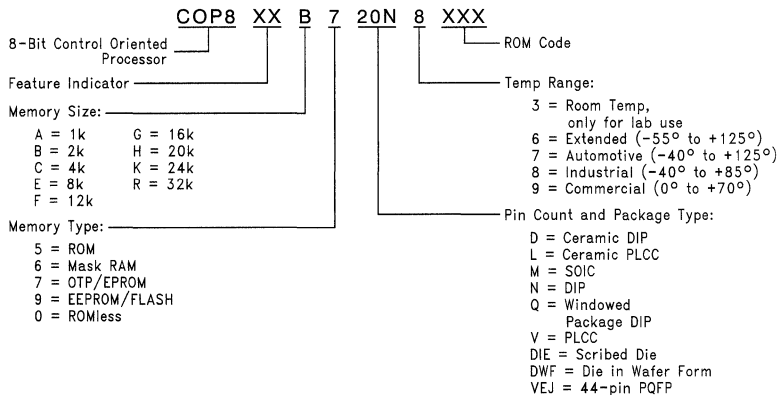 COP8 XX B 7 20N 8 XXX
8-Bit Control Oriented
Processor
Feature Indicator
Memory Size:
A = 1k G = 16k
B = 2k H = 20k
C = 4k K = 24k
E = 8k R = 32k
F = 12k
Memory Type:
5 = ROM
6 = Mask RAM
7 = OTP/EPROM
9 = EEPROM/FLASH
0 = ROMless
ROM Code
Temp Range:
3 = Room Temp,
only for lab use
6 = Extended (-55° to +125°)
7 = Automotive (-40° to +125°)
8 = Industrial (-40° to +85°)
9 = Commercial (0° to +70°)
Pin Count and Package Type:
D = Ceramic DIP
L = Ceramic PLCC
M = SOIC
N = DIP
Q = Windowed
Package DIP
V = PLCC
DIE = Scribed Die
DWF = Die in Wafer Form
VEJ = 44-pin PQFP